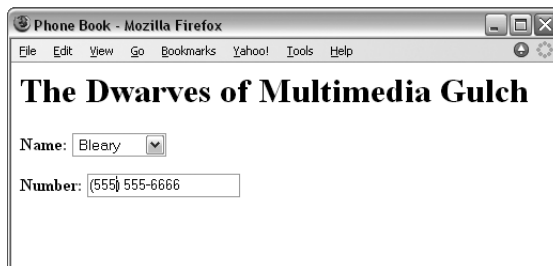 Phone Book - Mozilla Firefox
File Edit View Go Bookmarks Yahoo! Tools Help
The Dwarves of Multimedia Gulch
Name: Bleary
Number: (555) 555-6666